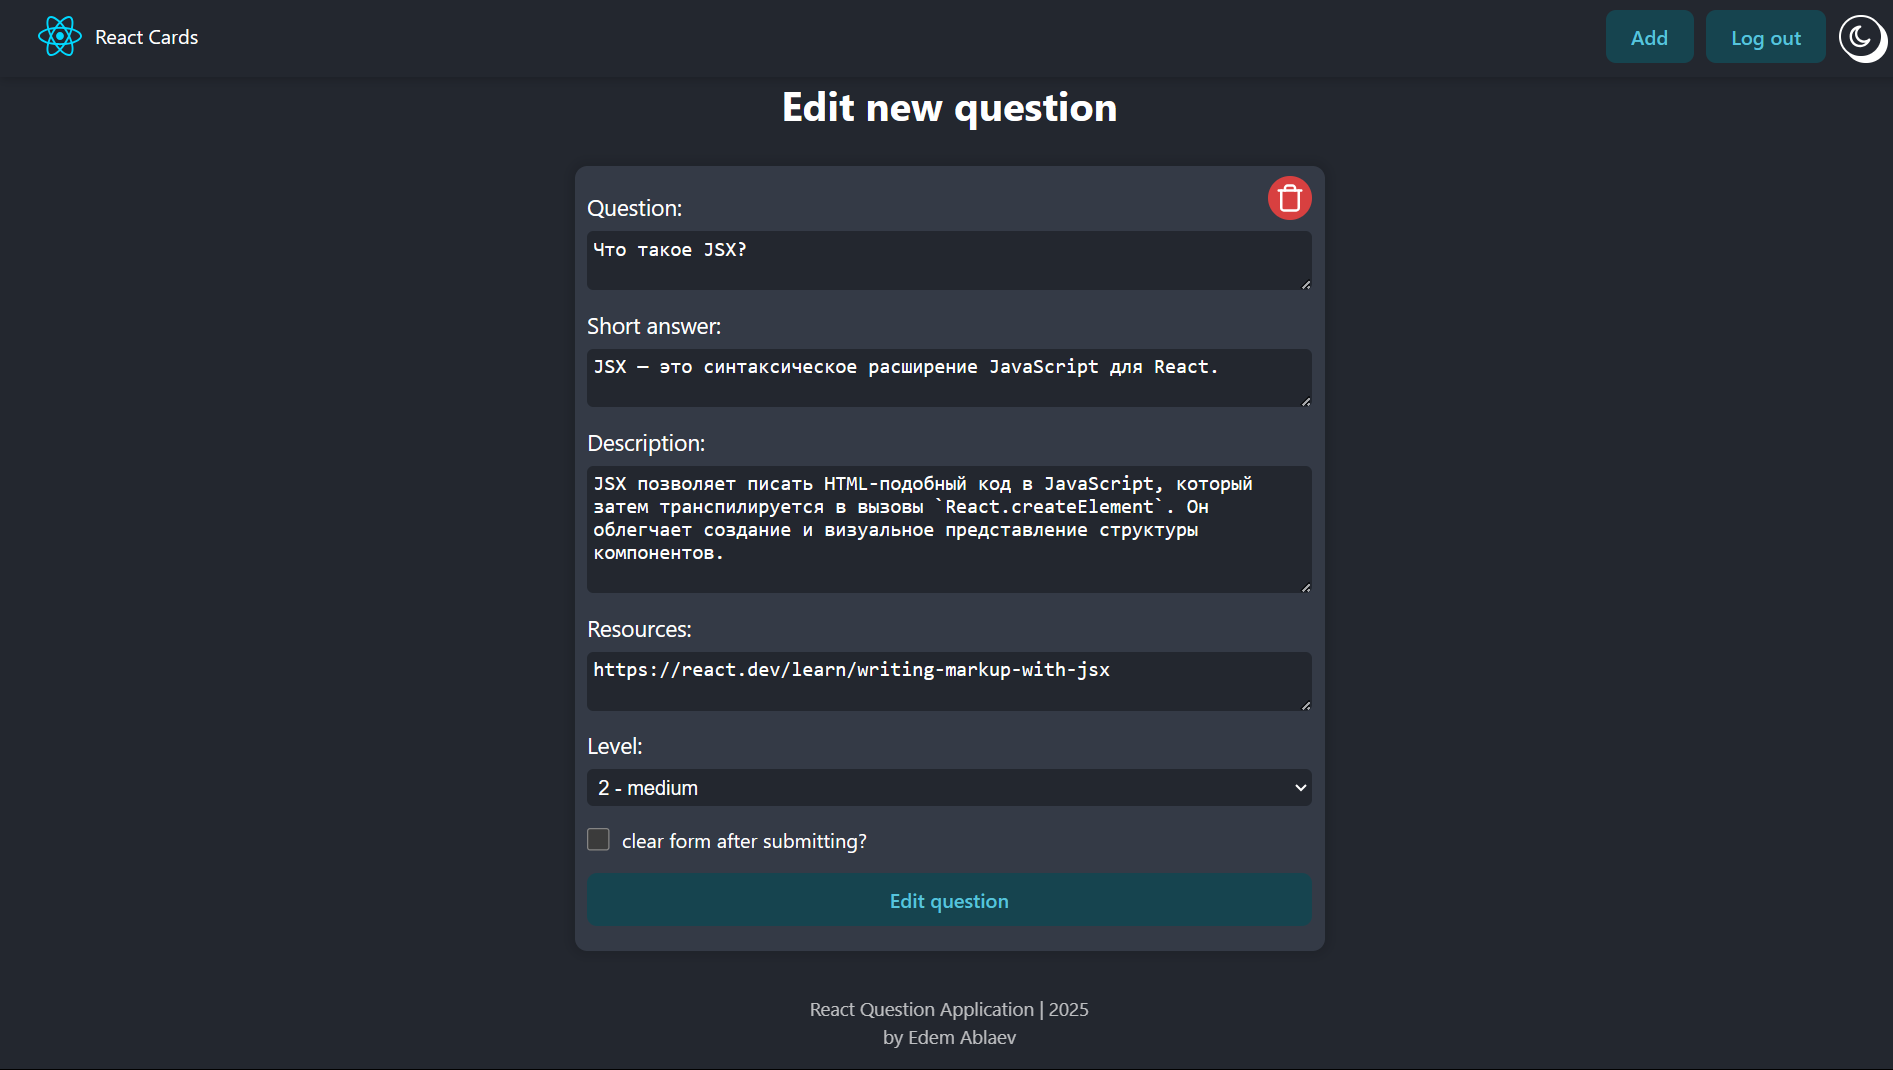 React Cards
Add
Log out
Edit new question
Question:
Что такое JSX?
Short answer:
JSX — это синтаксическое расширение JavaScript для React.
Description:
JSX позволяет писать HTML-подобный код в JavaScript, который
затем транспилируется в вызовы `React.createElement`. Он
облегчает создание и визуальное представление структуры
компонентов.
Resources:
https://react.dev/learn/writing-markup-with-jsx
Level:
2 - medium
clear form after submitting?
Edit question
React Question Application | 2025
by Edem Ablaev